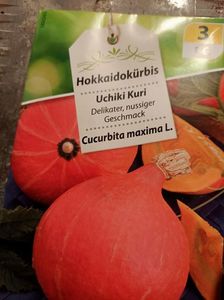 3
Hokkaidokürbis
Uchiki Kuri
Delikater, nussiger
Geschmack
Cucurbita maxima L.